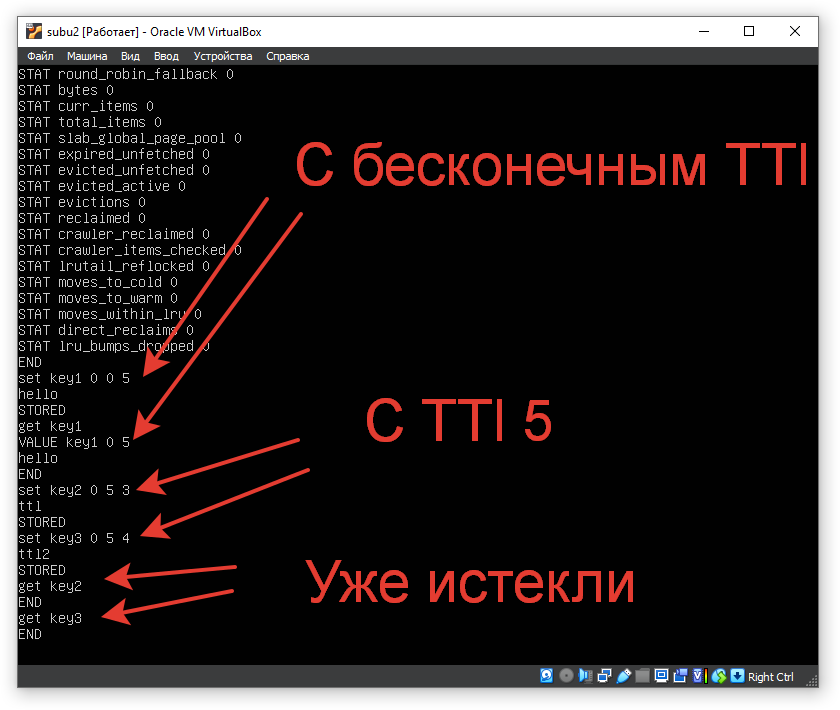 subu2 [Работает] - Oracle VM VirtualBox
Файл Машина Вид Ввод Устройства Справка
STAT round_robin_fallback 0
STAT bytes 0
STAT curr_items 0
STAT total_items 0
STAT slab_global_page_pool 0
STAT expired_unfetched 0
STAT evicted_unfetched 0
STAT evicted_active 0
STAT evictions 0
STAT reclaimed 0
STAT crawler_reclaimed 0
STAT crawler_items_checked 0
STAT lrutail_reflocked 0
STAT moves_to_cold 0
STAT moves_to_warm 0
STAT moves_within_lru 0
STAT direct_reclaims 0
STAT lru_bumps_dropped 0
END
set key1 0 0 5
hello
STORED
get key1
VALUE key1 0 5
hello
END
set key2 0 5 3
ttl
STORED
set key3 0 5 4
ttl2
STORED
get key2
END
get key3
END
С бесконечным TTl
С TTl 5
Уже истекли
Right Ctrl